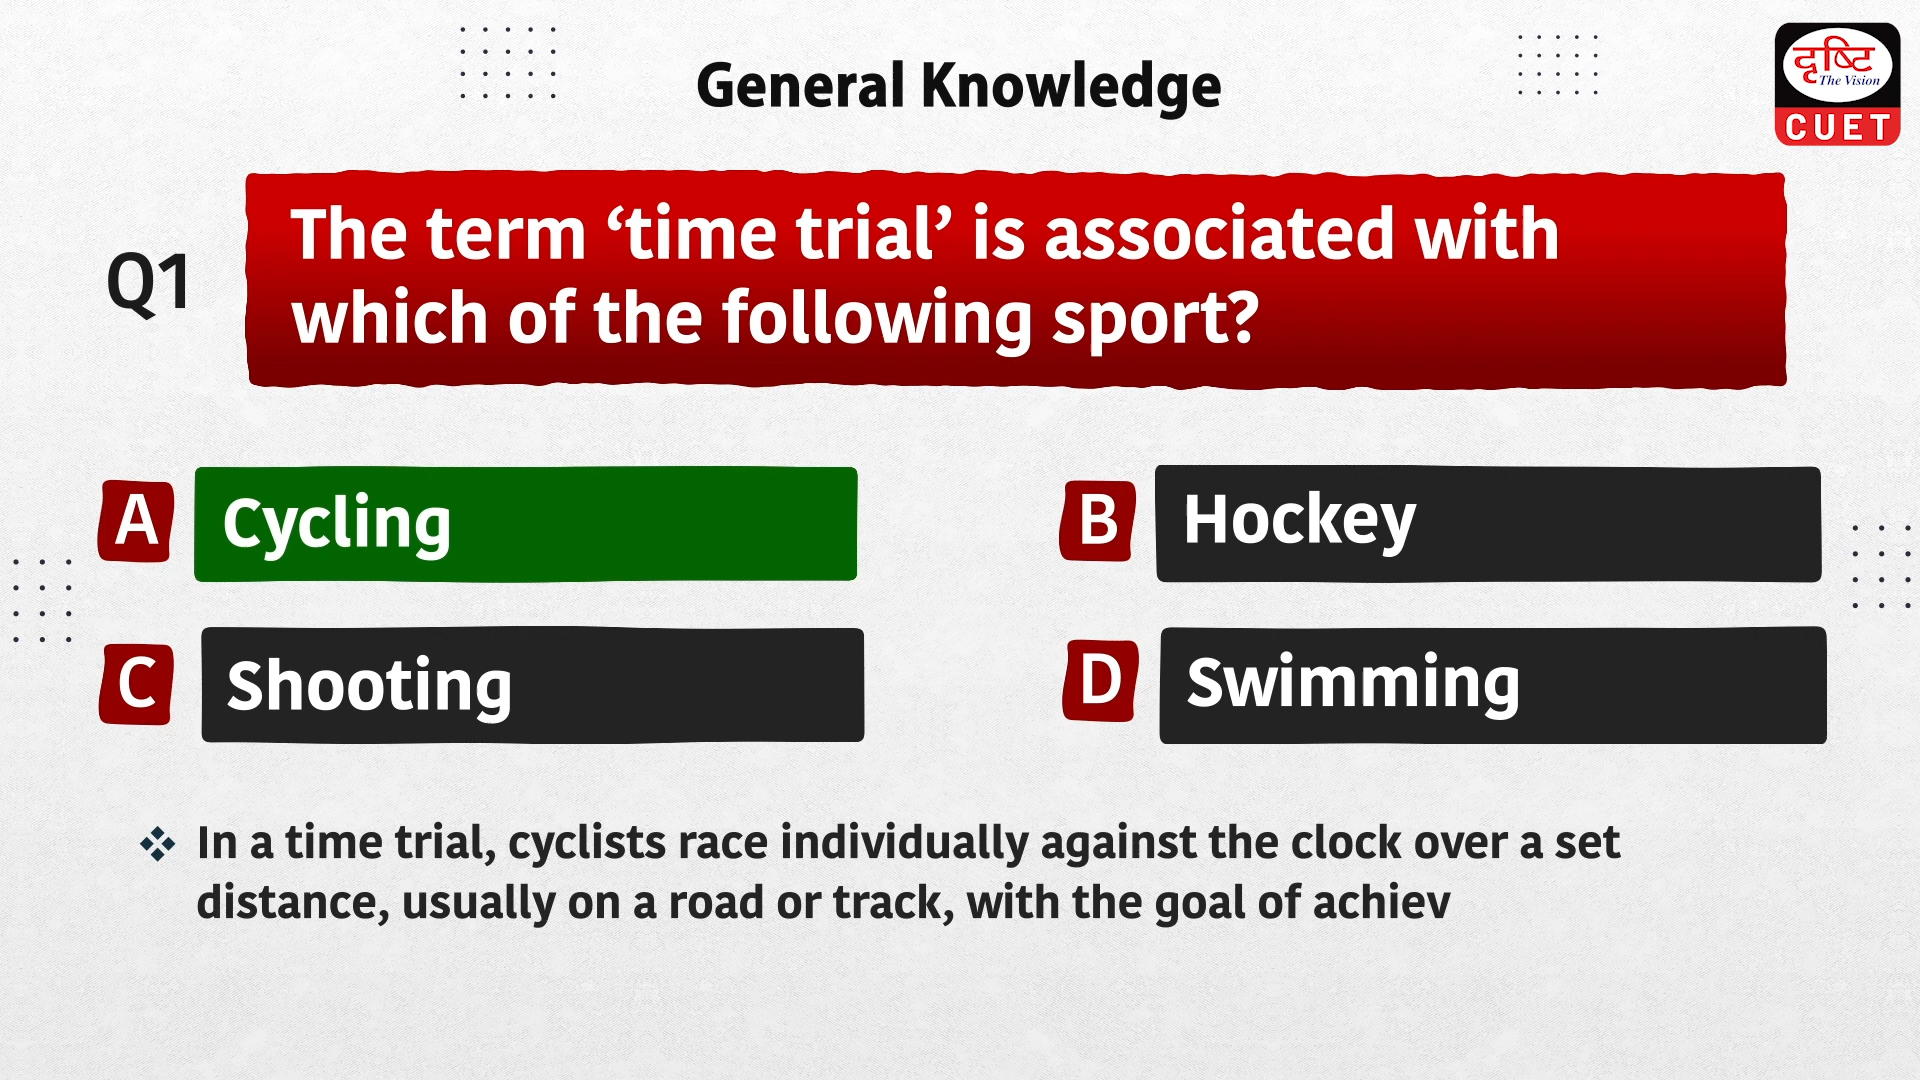 General Knowledge
दृष्टि
The Vision
CUET
Q1
The term ‘time trial’ is associated with
which of the following sport?
A Cycling
B Hockey
C Shooting
D Swimming
❖ In a time trial, cyclists race individually against the clock over a set
distance, usually on a road or track, with the goal of achiev